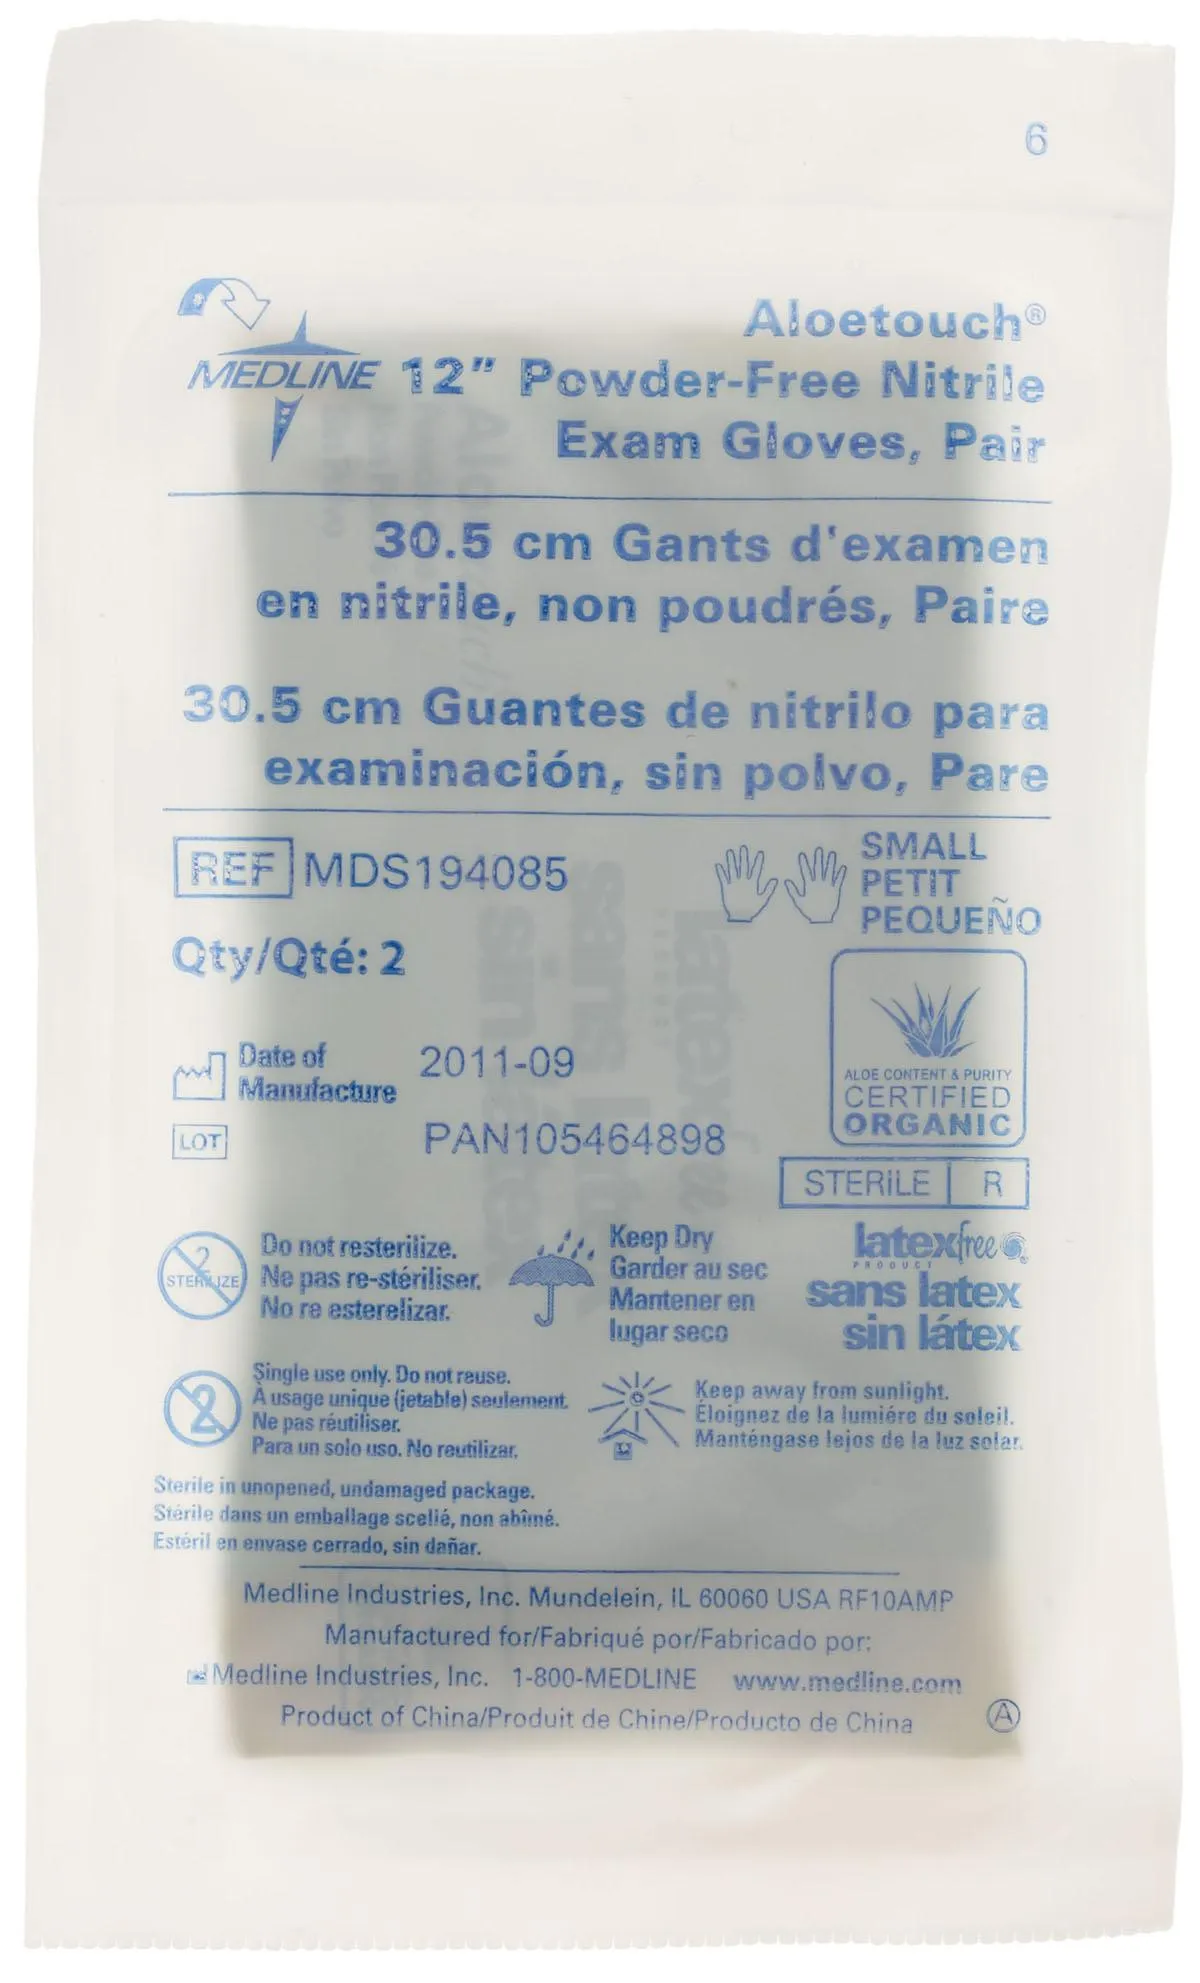 6
Aloetouch®
MEDLINE 12” Powder-Free Nitrile
Exam Gloves, Pair
30.5 cm Gants d'examen
en nitrile, non poudrés, Paire
30.5 cm Guantes de nitrilo para
examinación, sin polvo, Pare
REF MDS194085
SMALL
PETIT
PEQUEÑO
Qty/Qté: 2
Date of
Manufacture
2011-09
LOT
PAN105464898
ALOE CONTENT & PURITY
CERTIFIED
ORGANIC
STERILE R
2
STERILIZE
Do not resterilize.
Ne pas re-stériliser.
No re esterelizar.
Keep Dry
Garder au sec
Mantener en
lugar seco
latexfree
PRODUCT
sans latex
sin látex
2
Single use only. Do not reuse.
À usage unique (jetable) seulement.
Ne pas réutiliser.
Para un solo uso. No reutilizar.
Keep away from sunlight.
Éloignez de la lumiére du soleil.
Manténgase lejos de la luz solar.
Sterile in unopened, undamaged package.
Stérile dans un emballage scellé, non abîmé.
Estéril en envase cerrado, sin dañar.
Medline Industries, Inc. Mundelein, IL 60060 USA RF10AMP
Manufactured for/Fabriqué por/Fabricado por:
Medline Industries, Inc. 1-800-MEDLINE www.medline.com
Product of China/Produit de Chine/Producto de China
A